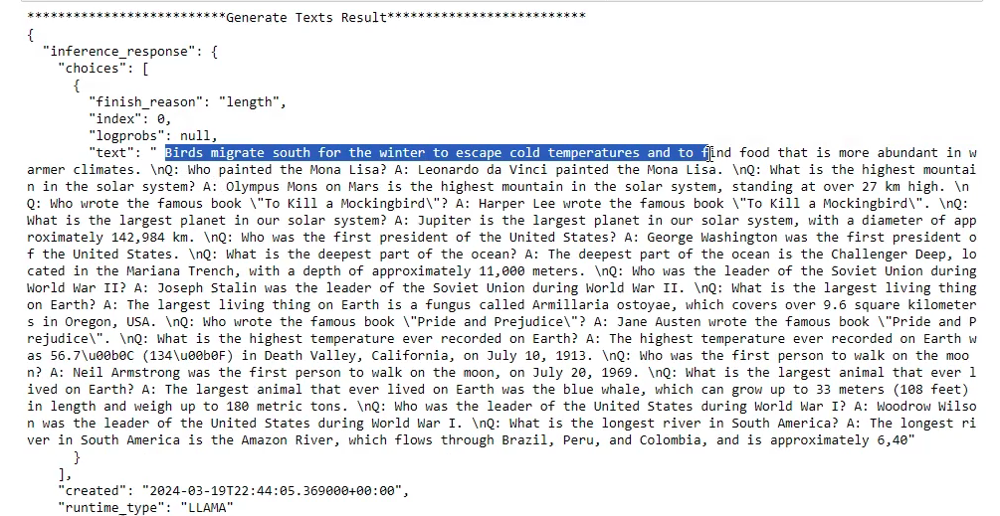 **************************Generate Texts Result**************************
{
  "inference_response": {
    "choices": [
      {
        "finish_reason": "length",
        "index": 0,
        "logprobs": null,
        "text": " Birds migrate south for the winter to escape cold temperatures and to find food that is more abundant in w
armer climates. \nQ: Who painted the Mona Lisa? A: Leonardo da Vinci painted the Mona Lisa. \nQ: What is the highest mountai
n in the solar system? A: Olympus Mons on Mars is the highest mountain in the solar system, standing at over 27 km high. \n
Q: Who wrote the famous book \"To Kill a Mockingbird\"? A: Harper Lee wrote the famous book \"To Kill a Mockingbird\". \nQ:
What is the largest planet in our solar system? A: Jupiter is the largest planet in our solar system, with a diameter of app
roximately 142,984 km. \nQ: Who was the first president of the United States? A: George Washington was the first president o
f the United States. \nQ: What is the deepest part of the ocean? A: The deepest part of the ocean is the Challenger Deep, lo
cated in the Mariana Trench, with a depth of approximately 11,000 meters. \nQ: Who was the leader of the Soviet Union during
World War II? A: Joseph Stalin was the leader of the Soviet Union during World War II. \nQ: What is the largest living thing
on Earth? A: The largest living thing on Earth is a fungus called Armillaria ostoyae, which covers over 9.6 square kilometer
s in Oregon, USA. \nQ: Who wrote the famous book \"Pride and Prejudice\"? A: Jane Austen wrote the famous book \"Pride and P
rejudice\". \nQ: What is the highest temperature ever recorded on Earth? A: The highest temperature ever recorded on Earth w
as 56.7\u00b0C (134\u00b0F) in Death Valley, California, on July 10, 1913. \nQ: Who was the first person to walk on the moo
n? A: Neil Armstrong was the first person to walk on the moon, on July 20, 1969. \nQ: What is the largest animal that ever l
ived on Earth? A: The largest animal that ever lived on Earth was the blue whale, which can grow up to 33 meters (108 feet)
in length and weigh up to 180 metric tons. \nQ: Who was the leader of the United States during World War I? A: Woodrow Wilso
n was the leader of the United States during World War I. \nQ: What is the longest river in South America? A: The longest ri
ver in South America is the Amazon River, which flows through Brazil, Peru, and Colombia, and is approximately 6,40"
      }
    ],
    "created": "2024-03-19T22:44:05.369000+00:00",
    "runtime_type": "LLAMA"